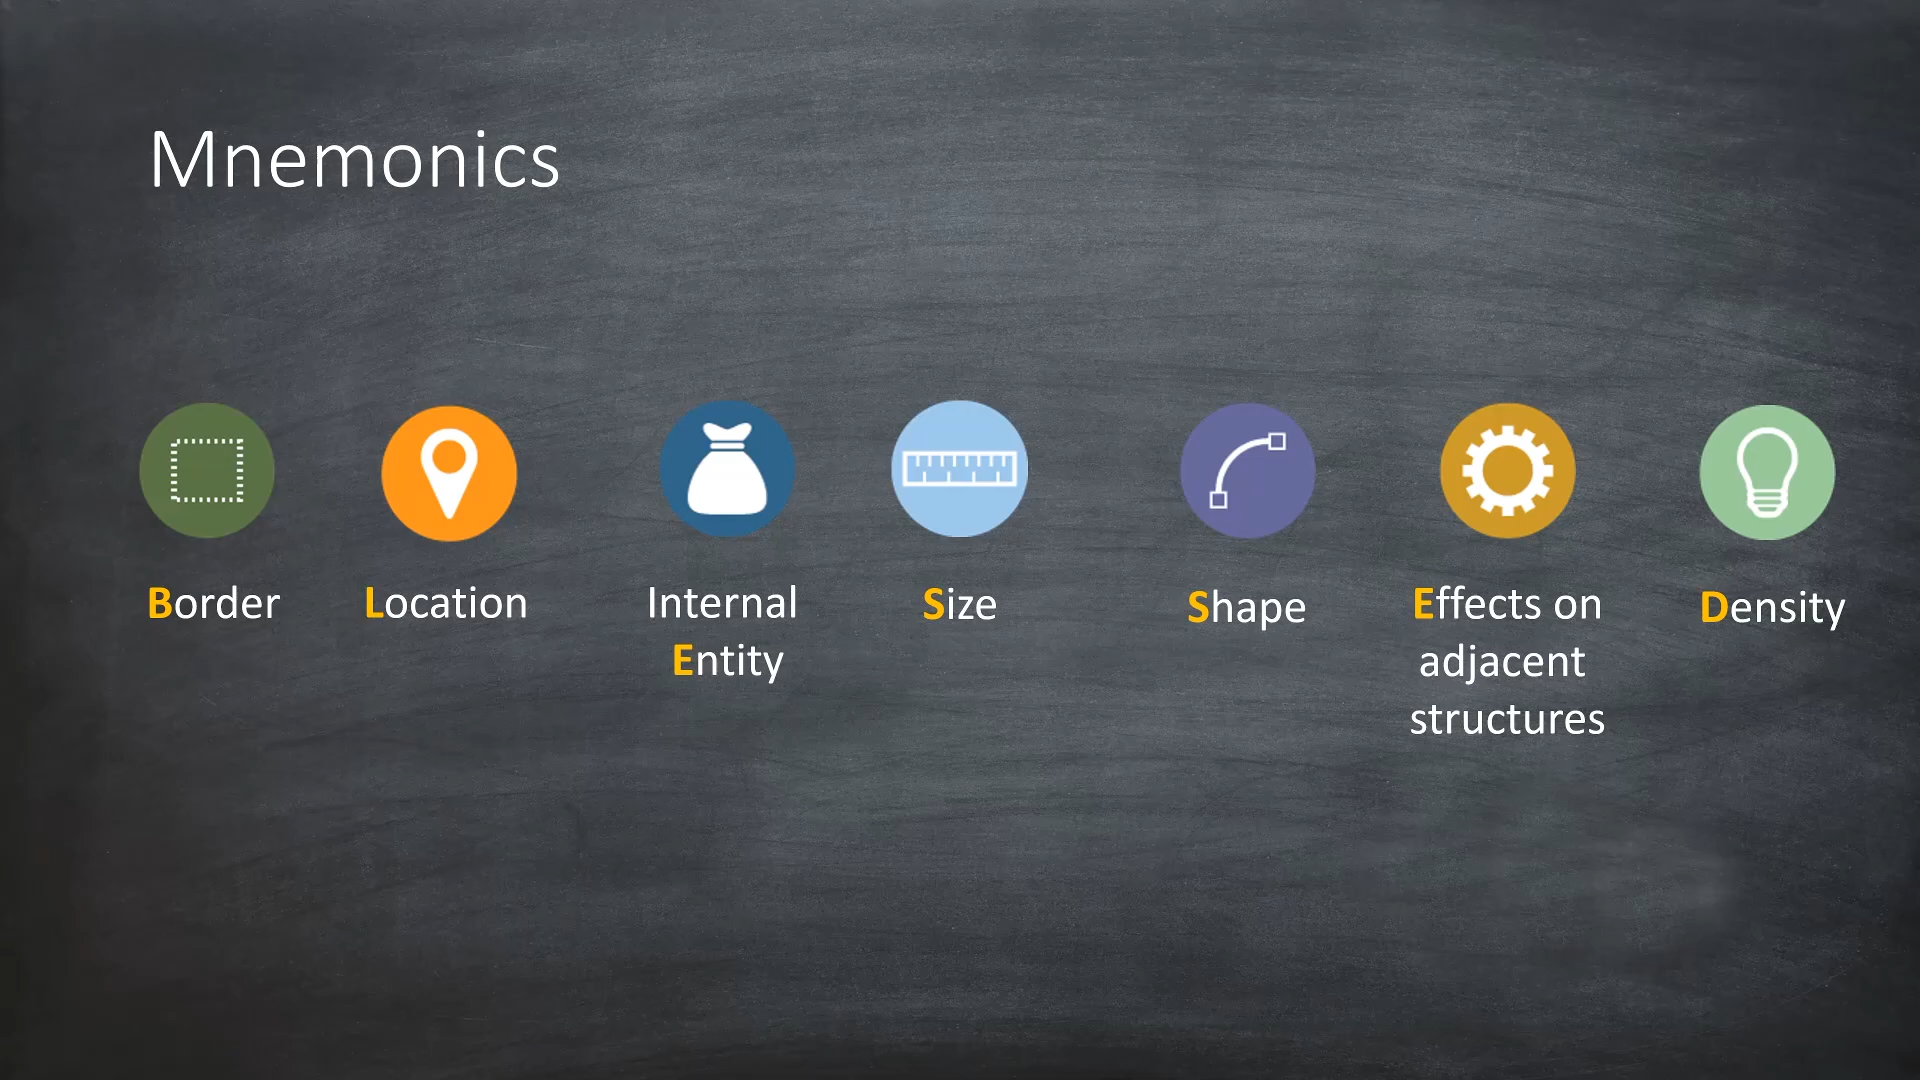 Mnemonics
Border
Location
Internal
Entity
Size
Shape
Effects on
adjacent
structures
Density